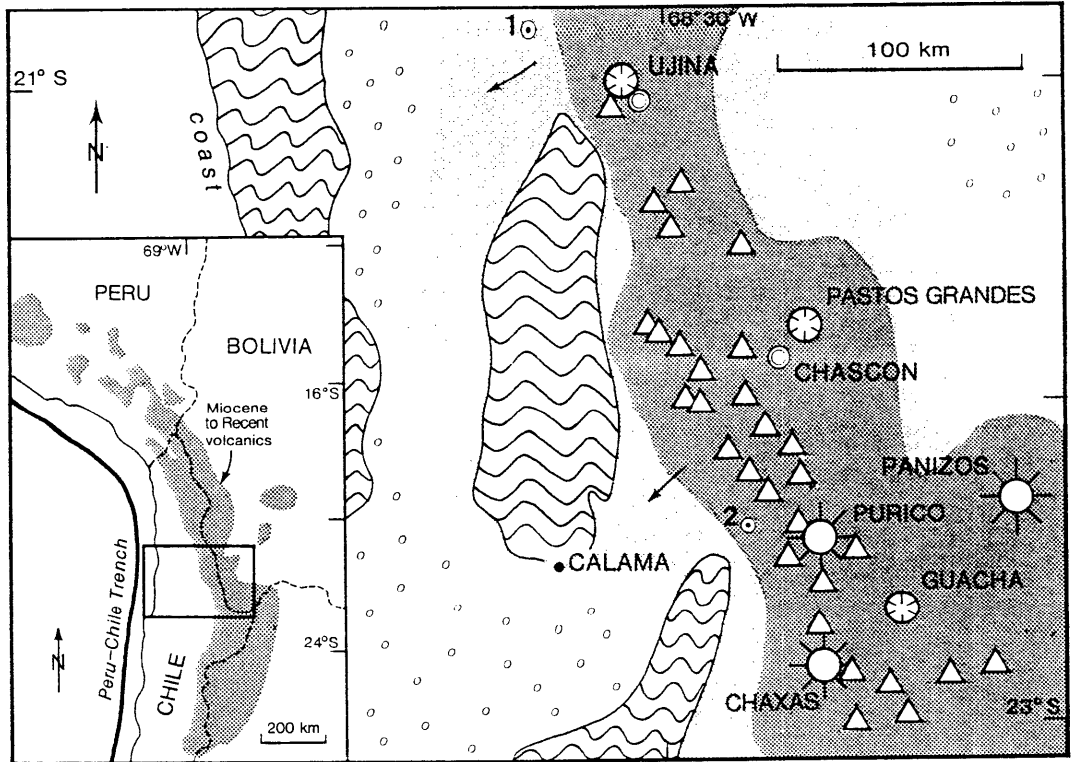 1
68°30' W
UJINA
100 km
21° S
N
coast
PASTOS GRANDES
CHASCON
PANIZOS
PURICO
2
CALAMA
GUACHA
CHAXAS
23° S
69°W
PERU
BOLIVIA
16°S
Miocene
to Recent
volcanics
Peru-Chile Trench
24°S
N
CHILE
200 km